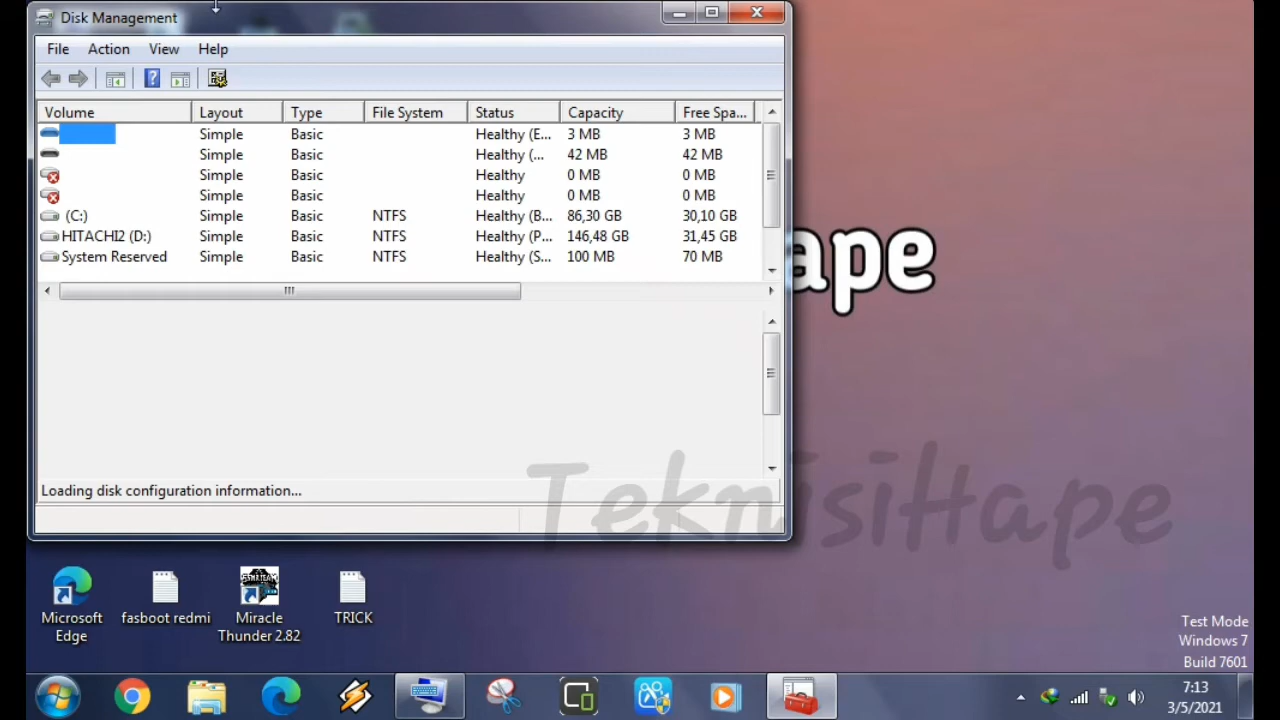 Disk Management
File Action View Help
Volume Layout Type File System Status Capacity Free Spa...
Simple Basic Healthy (E... 3 MB 3 MB
Simple Basic Healthy (... 42 MB 42 MB
Simple Basic Healthy 0 MB 0 MB
Simple Basic Healthy 0 MB 0 MB
(C:) Simple Basic NTFS Healthy (B... 86,30 GB 30,10 GB
HITACHI2 (D:) Simple Basic NTFS Healthy (P... 146,48 GB 31,45 GB
System Reserved Simple Basic NTFS Healthy (S... 100 MB 70 MB
ape
Loading disk configuration information...
TeknisiHape
Microsoft Edge
fasboot redmi
Miracle
Thunder 2.82
TRICK
Test Mode
Windows 7
Build 7601
7:13
3/5/2021